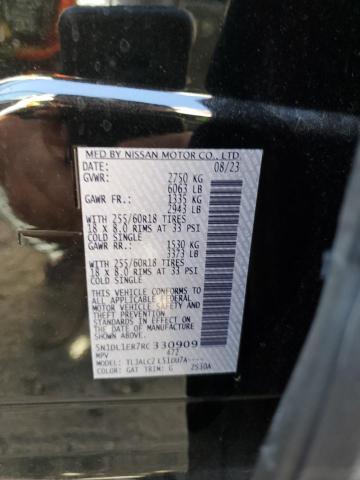 MFD BY NISSAN MOTOR CO., LTD.
DATE: 08/23
GVWR: 2750 KG
6063 LB
GAWR FR: 1335 KG
2943 LB
WITH 255/60R18 TIRES
18 x 8.0 RIMS AT 33 PSI
COLD SINGLE
GAWR RR: 1530 KG
3373 LB
WITH 255/60R18 TIRES
18 x 8.0 RIMS AT 33 PSI
COLD SINGLE
THIS VEHICLE CONFORMS TO
ALL APPLICABLE FEDERAL
MOTOR VEHICLE SAFETY AND
THEFT PREVENTION
STANDARDS IN EFFECT ON
THE DATE OF MANUFACTURE
SHOWN ABOVE.
5N1DL1ER7RC330909
MPV 472
MODEL:
COLOR: GAT TRIM: G 2S30A